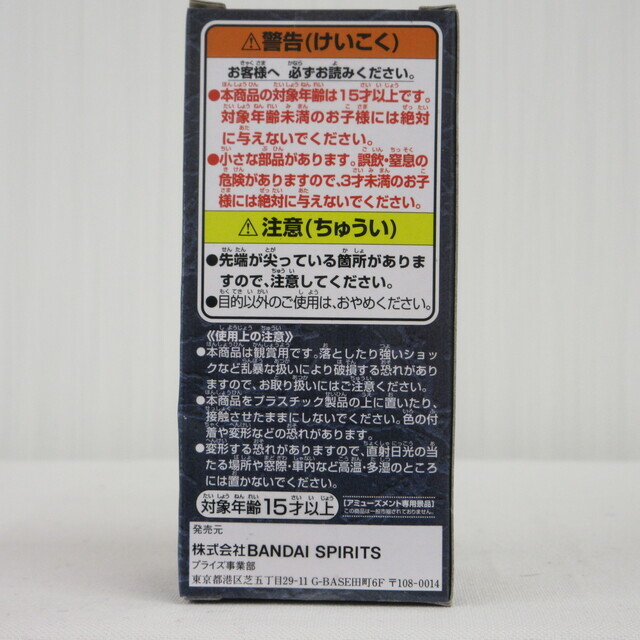 ⚠警告(けいこく)
お客様へ 必ずお読みください。
●本商品の対象年齢は15才以上です。
対象年齢未満のお子様には絶対
に与えないでください。
●小さな部品があります。誤飲・窒息の
危険がありますので、3才未満のお子
様には絶対に与えないでください。
⚠注意(ちゅうい)
●先端が尖っている箇所がありま
すので、注意してください。
●目的以外のご使用は、おやめください。
《使用上の注意》
●本商品は観賞用です。落としたり強いショッ
クなど乱暴な扱いにより破損する恐れがあり
ますので、お取り扱いにはご注意ください。
●本商品をプラスチック製品の上に置いたり、
接触させたままにしないでください。色の付
着や変形などの恐れがあります。
●変形する恐れがありますので、直射日光の当
たる場所や窓際・車内など高温・多湿のところ
には置かないでください。
対象年齢15才以上
【アミューズメント専用景品】
この商品は一般市販されておりません。
発売元
株式会社BANDAI SPIRITS
プライズ事業部
東京都港区芝五丁目29-11 G-BASE田町6F 〒108-0014